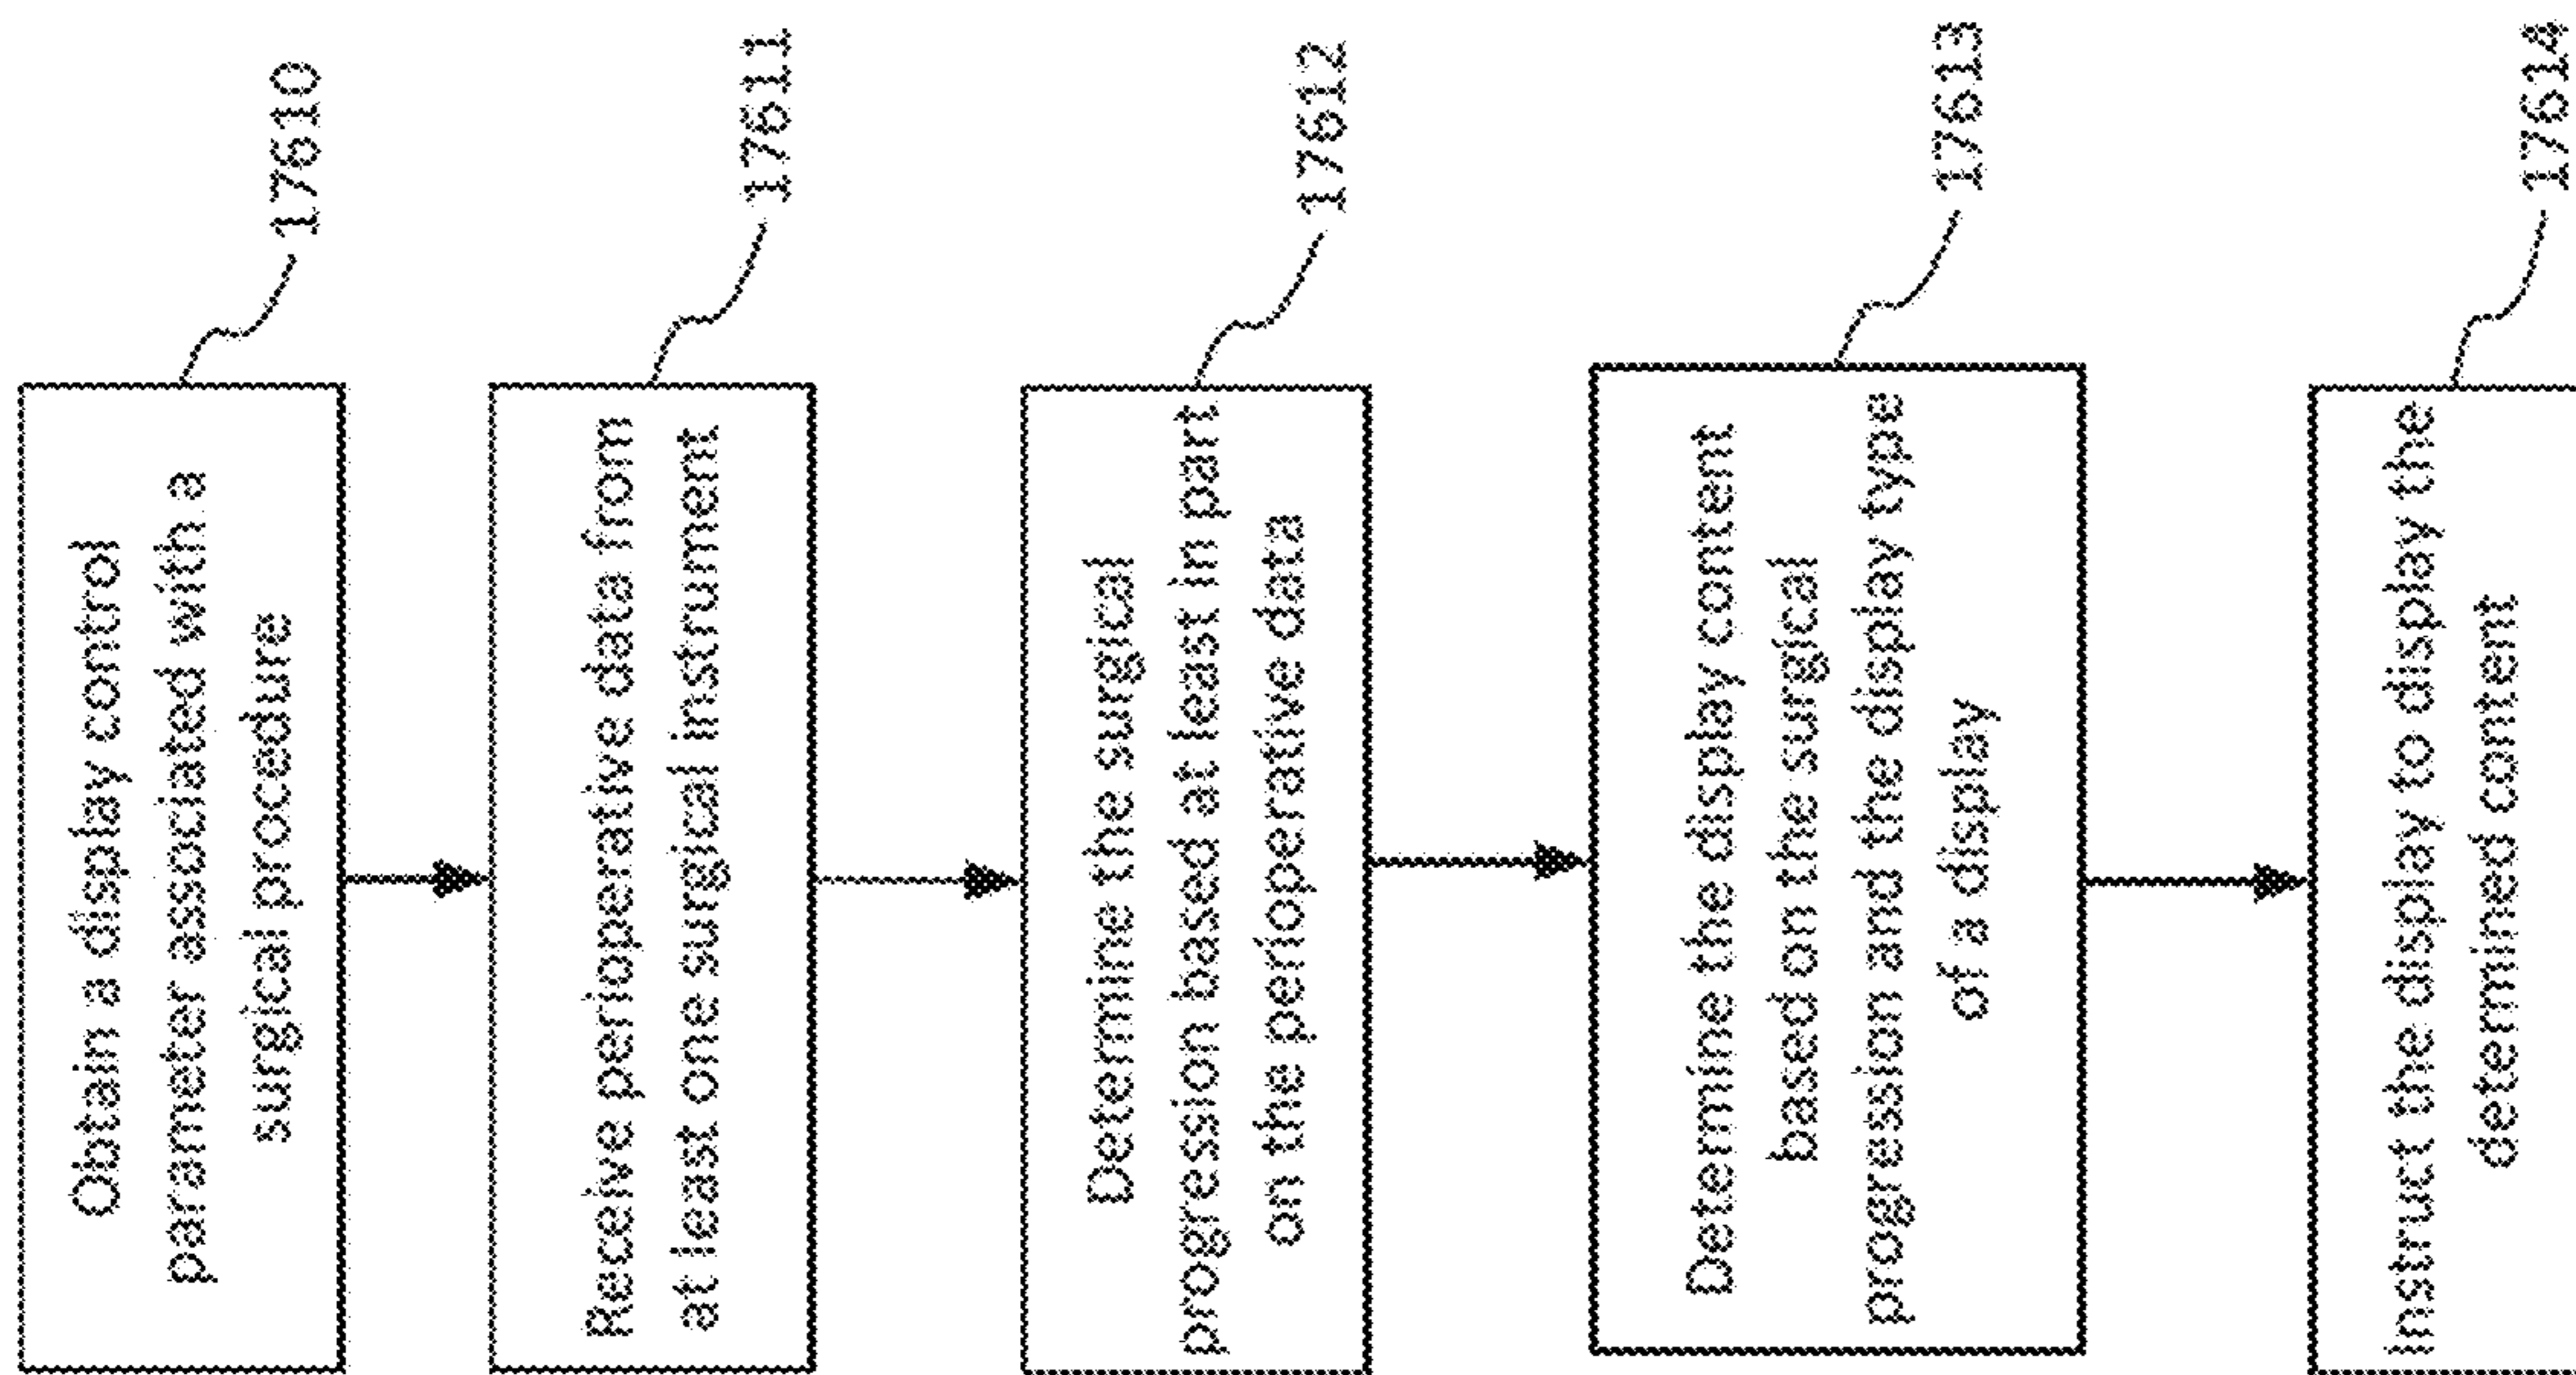 Obtain a display control
parameter associated with a
surgical procedure
17610
Receive perioperative data from
at least one surgical instrument
17611
Determine the surgical
progression based at least in part
on the perioperative data
17612
Determine the display content
based on the surgical
progression and the display type
of a display
17613
Instruct the display to display the
determined content
17614